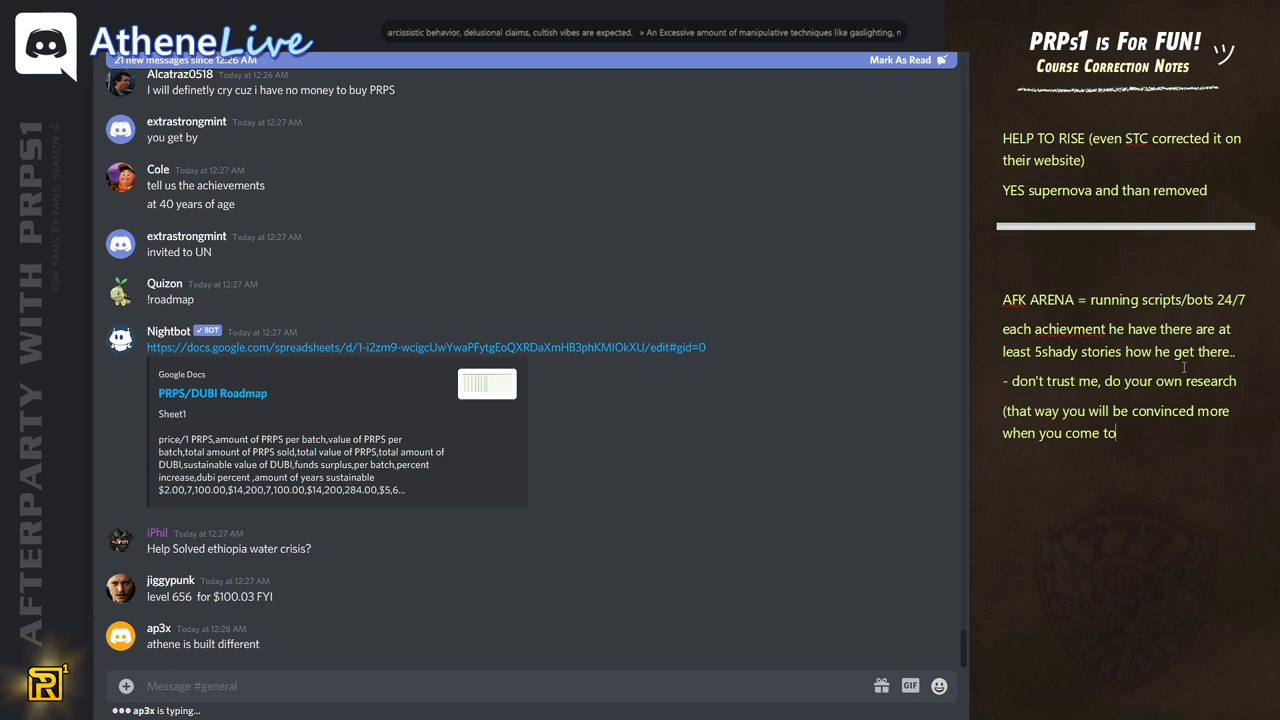 AtheneLive
arcissistic behavior, delusional claims, cultish vibes are expected. » An Excessive amount of manipulative techniques like gaslighting, n
21 new messages since 12:26 AM
Mark As Read
Alcatraz0518 Today at 12:26 AM
I will definetly cry cuz i have no money to buy PRPS
extrastrongmint Today at 12:27 AM
you get by
Cole Today at 12:27 AM
tell us the achievements
at 40 years of age
extrastrongmint Today at 12:27 AM
invited to UN
Quizon Today at 12:27 AM
!roadmap
Nightbot ✓ BOT Today at 12:27 AM
https://docs.google.com/spreadsheets/d/1-i2zm9-wcigcUwYwaPFytgEoQXRDaXmHB3phKMIOkXU/edit#gid=0
Google Docs
PRPS/DUBI Roadmap
Sheet1
price/1 PRPS,amount of PRPS per batch,value of PRPS per
batch,total amount of PRPS sold,total value of PRPS,total amount of
DUBI,sustainable value of DUBI,funds surplus,per batch,percent
increase,dubi percent ,amount of years sustainable
$2.00,7,100.00,$14,200,7,100.00,$14,200,284.00,$5,6...
iPhil Today at 12:27 AM
Help Solved ethiopia water crisis?
jiggypunk Today at 12:27 AM
level 656 for $100.03 FYI
ap3x Today at 12:28 AM
athene is built different
Message #general
GIF
ap3x is typing...
AFTERPARTY WITH PRPS1
FOR FANS BY FANS, SEASON 4
R1
PRPs1 is For FUN!
Course Correction Notes
ツ
HELP TO RISE (even STC corrected it on
their website)
YES supernova and than removed
AFK ARENA = running scripts/bots 24/7
each achievment he have there are at
least 5shady stories how he get there..
- don't trust me, do your own research
(that way you will be convinced more
when you come to
777